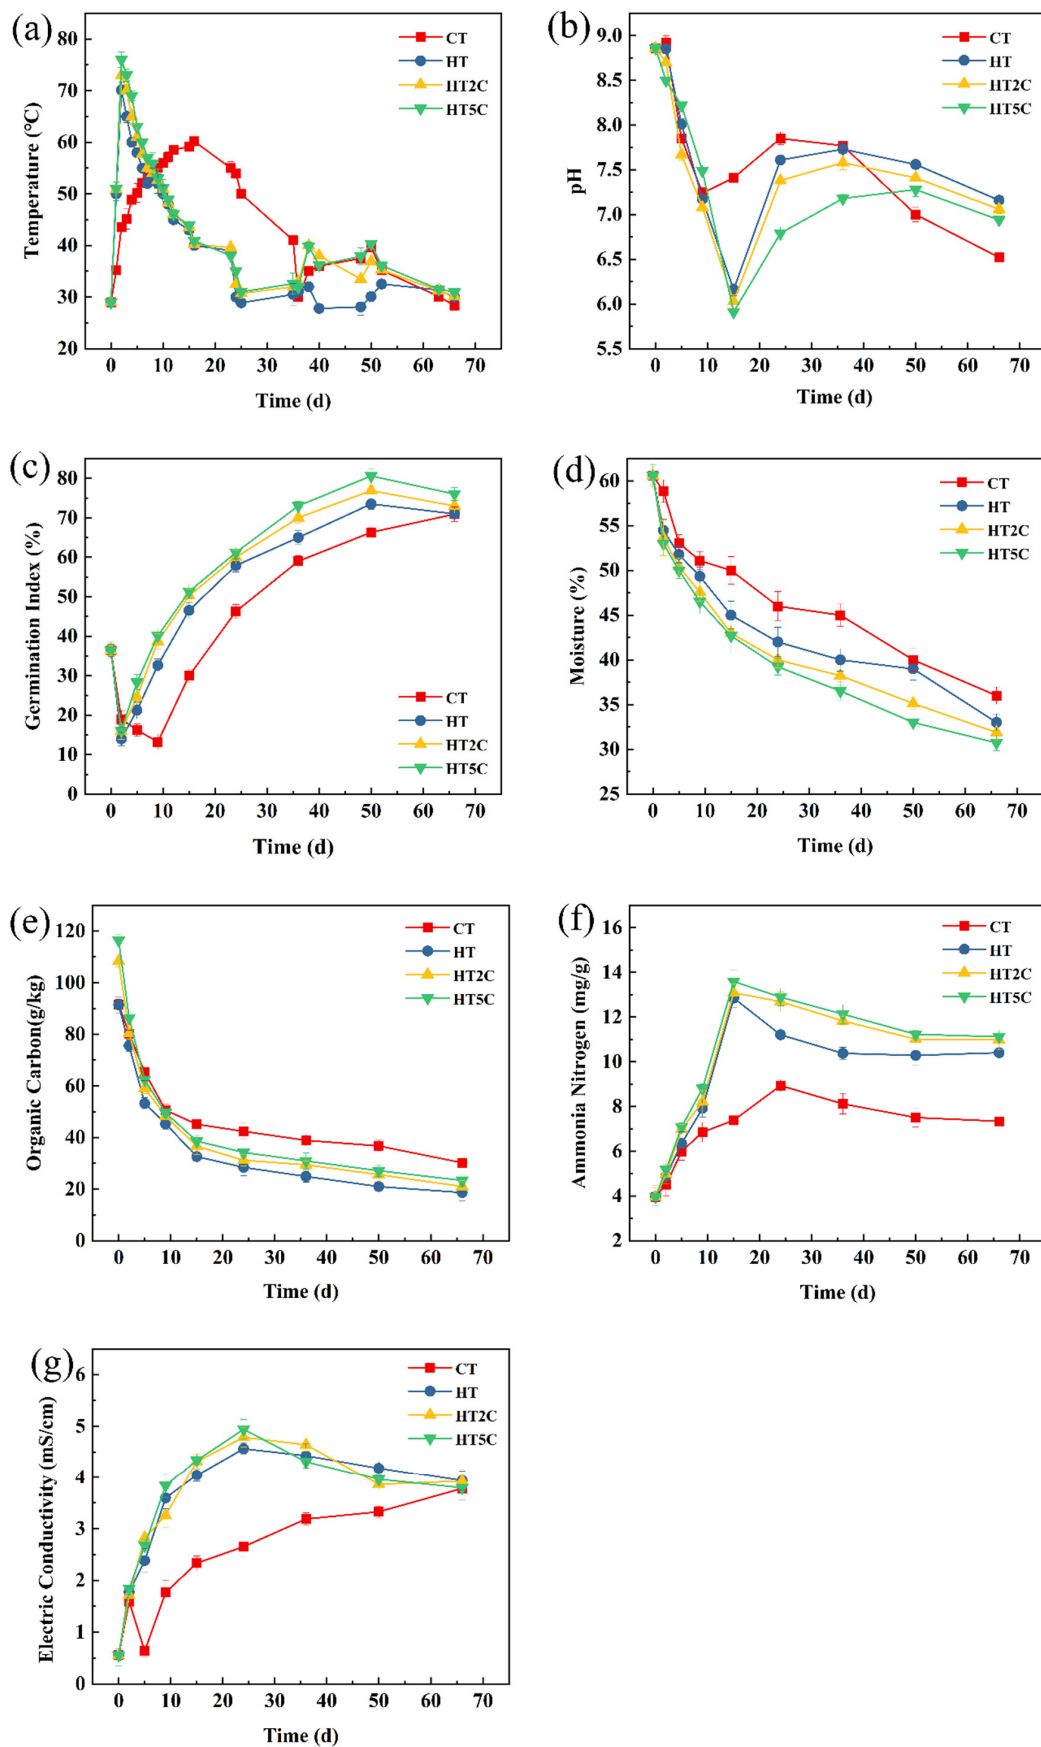 (a)
80
70
60
50
40
30
20
Temperature (°C)
CT
HT
HT2C
HT5C
0 10 20 30 40 50 60 70
Time (d)
(b)
9.0
8.5
8.0
7.5
7.0
6.5
6.0
5.5
pH
CT
HT
HT2C
HT5C
0 10 20 30 40 50 60 70
Time (d)
(c)
80
70
60
50
40
30
20
10
0
Germination Index (%)
CT
HT
HT2C
HT5C
0 10 20 30 40 50 60 70
Time (d)
(d)
60
55
50
45
40
35
30
25
Moisture (%)
CT
HT
HT2C
HT5C
0 10 20 30 40 50 60 70
Time (d)
(e)
120
100
80
60
40
20
0
Organic Carbon(g/kg)
CT
HT
HT2C
HT5C
0 10 20 30 40 50 60 70
Time (d)
(f)
16
14
12
10
8
6
4
2
Ammonia Nitrogen (mg/g)
CT
HT
HT2C
HT5C
0 10 20 30 40 50 60 70
Time (d)
(g)
6
5
4
3
2
1
0
Electric Conductivity (mS/cm)
CT
HT
HT2C
HT5C
0 10 20 30 40 50 60 70
Time (d)